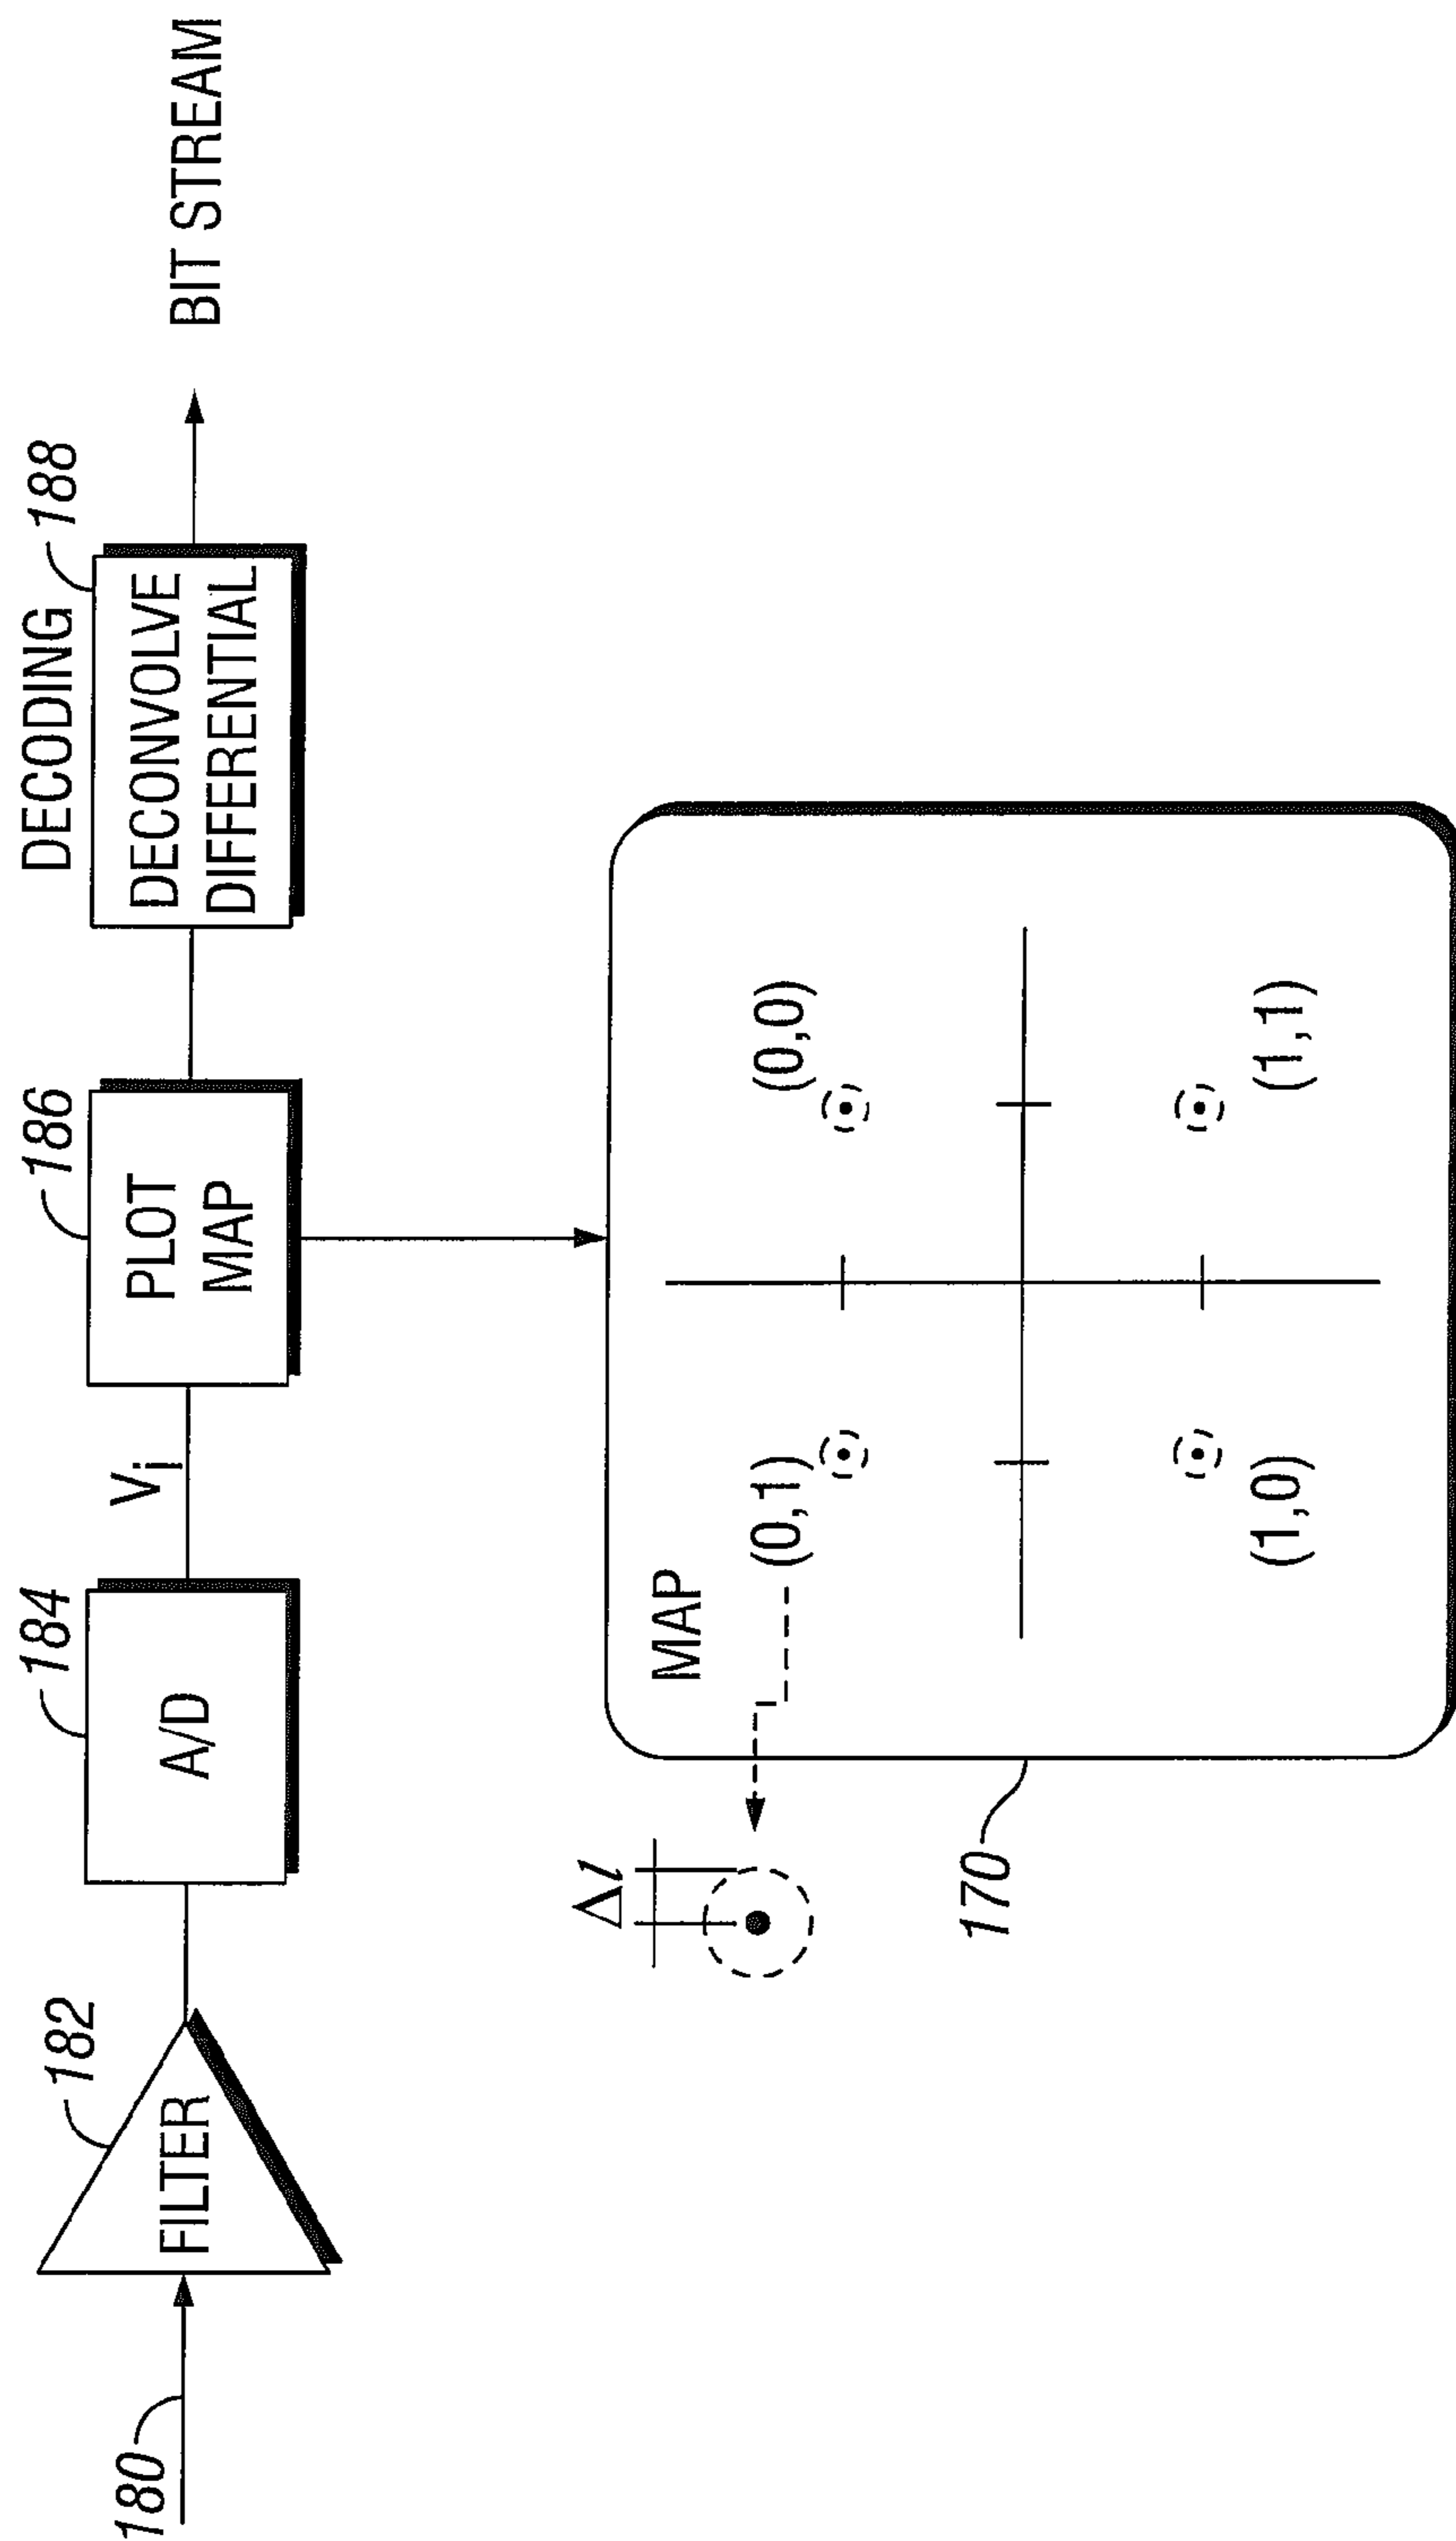 180
182
FILTER
184
A/D
Vi
186
PLOT
MAP
DECODING
188
DECONVOLVE
DIFFERENTIAL
BIT STREAM
Δl
MAP
(0,1)
(0,0)
(1,0)
(1,1)
170